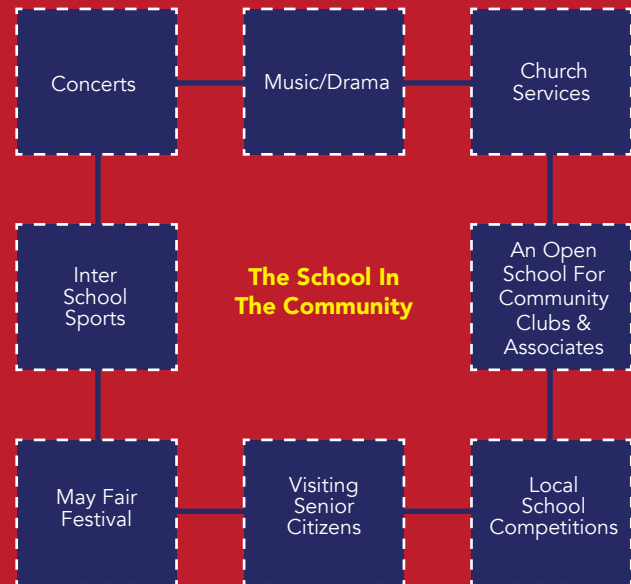 Concerts
Music/Drama
Church
Services
Inter
School
Sports
The School In
The Community
An Open
School For
Community
Clubs &
Associates
May Fair
Festival
Visiting
Senior
Citizens
Local
School
Competitions